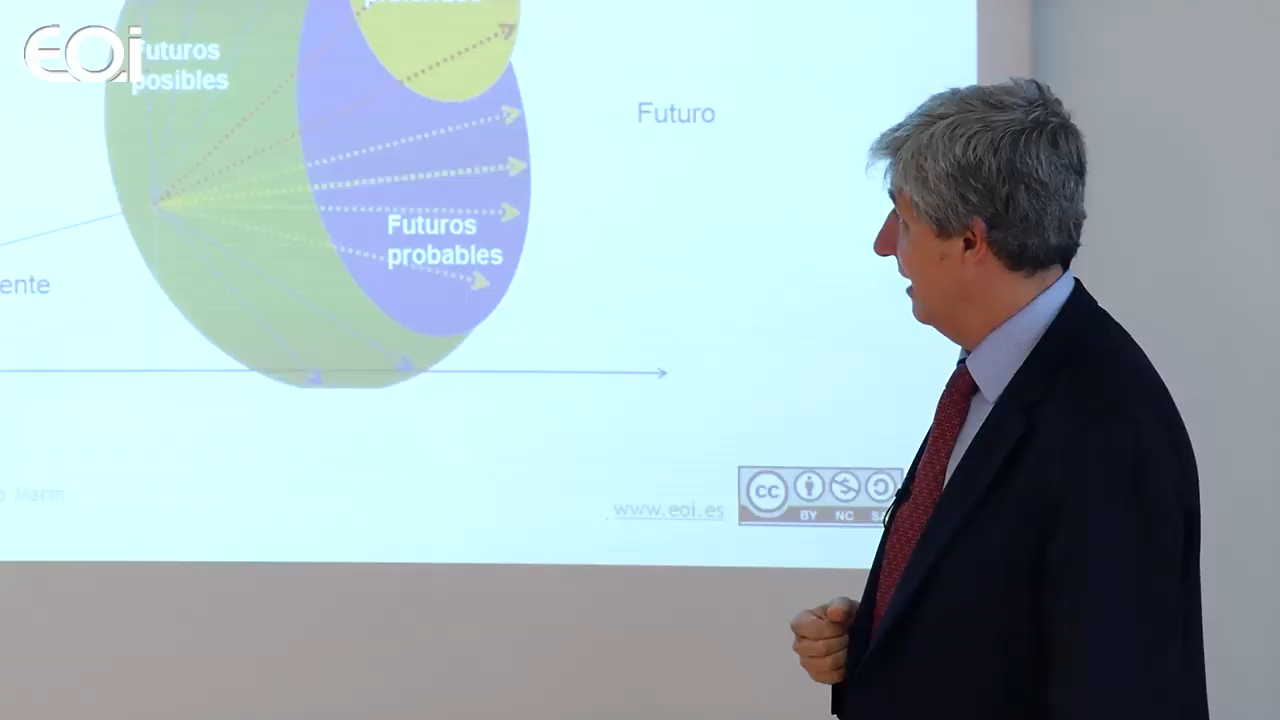 EOi
Futuros
posibles
Futuro
Futuros
probables
ente
www.eoi.es
cc
BY NC SA